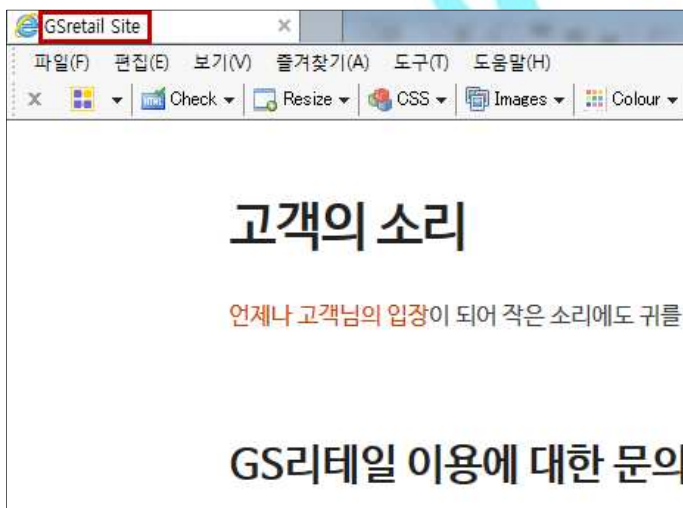 GSretail Site
파일(F) 편집(E) 보기(V) 즐겨찾기(A) 도구(T) 도움말(H)
Check Resize CSS Images Colour
고객의 소리
언제나 고객님의 입장이 되어 작은 소리에도 귀를
GS리테일 이용에 대한 문의